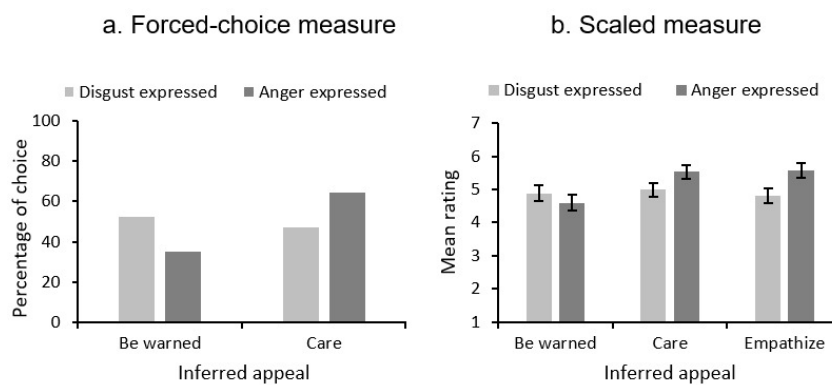 a. Forced-choice measure
Disgust expressed Anger expressed
Percentage of choice
100
80
60
40
20
0
Be warned Care
Inferred appeal
b. Scaled measure
Disgust expressed Anger expressed
Mean rating
7
6
5
4
3
2
1
Be warned Care Empathize
Inferred appeal